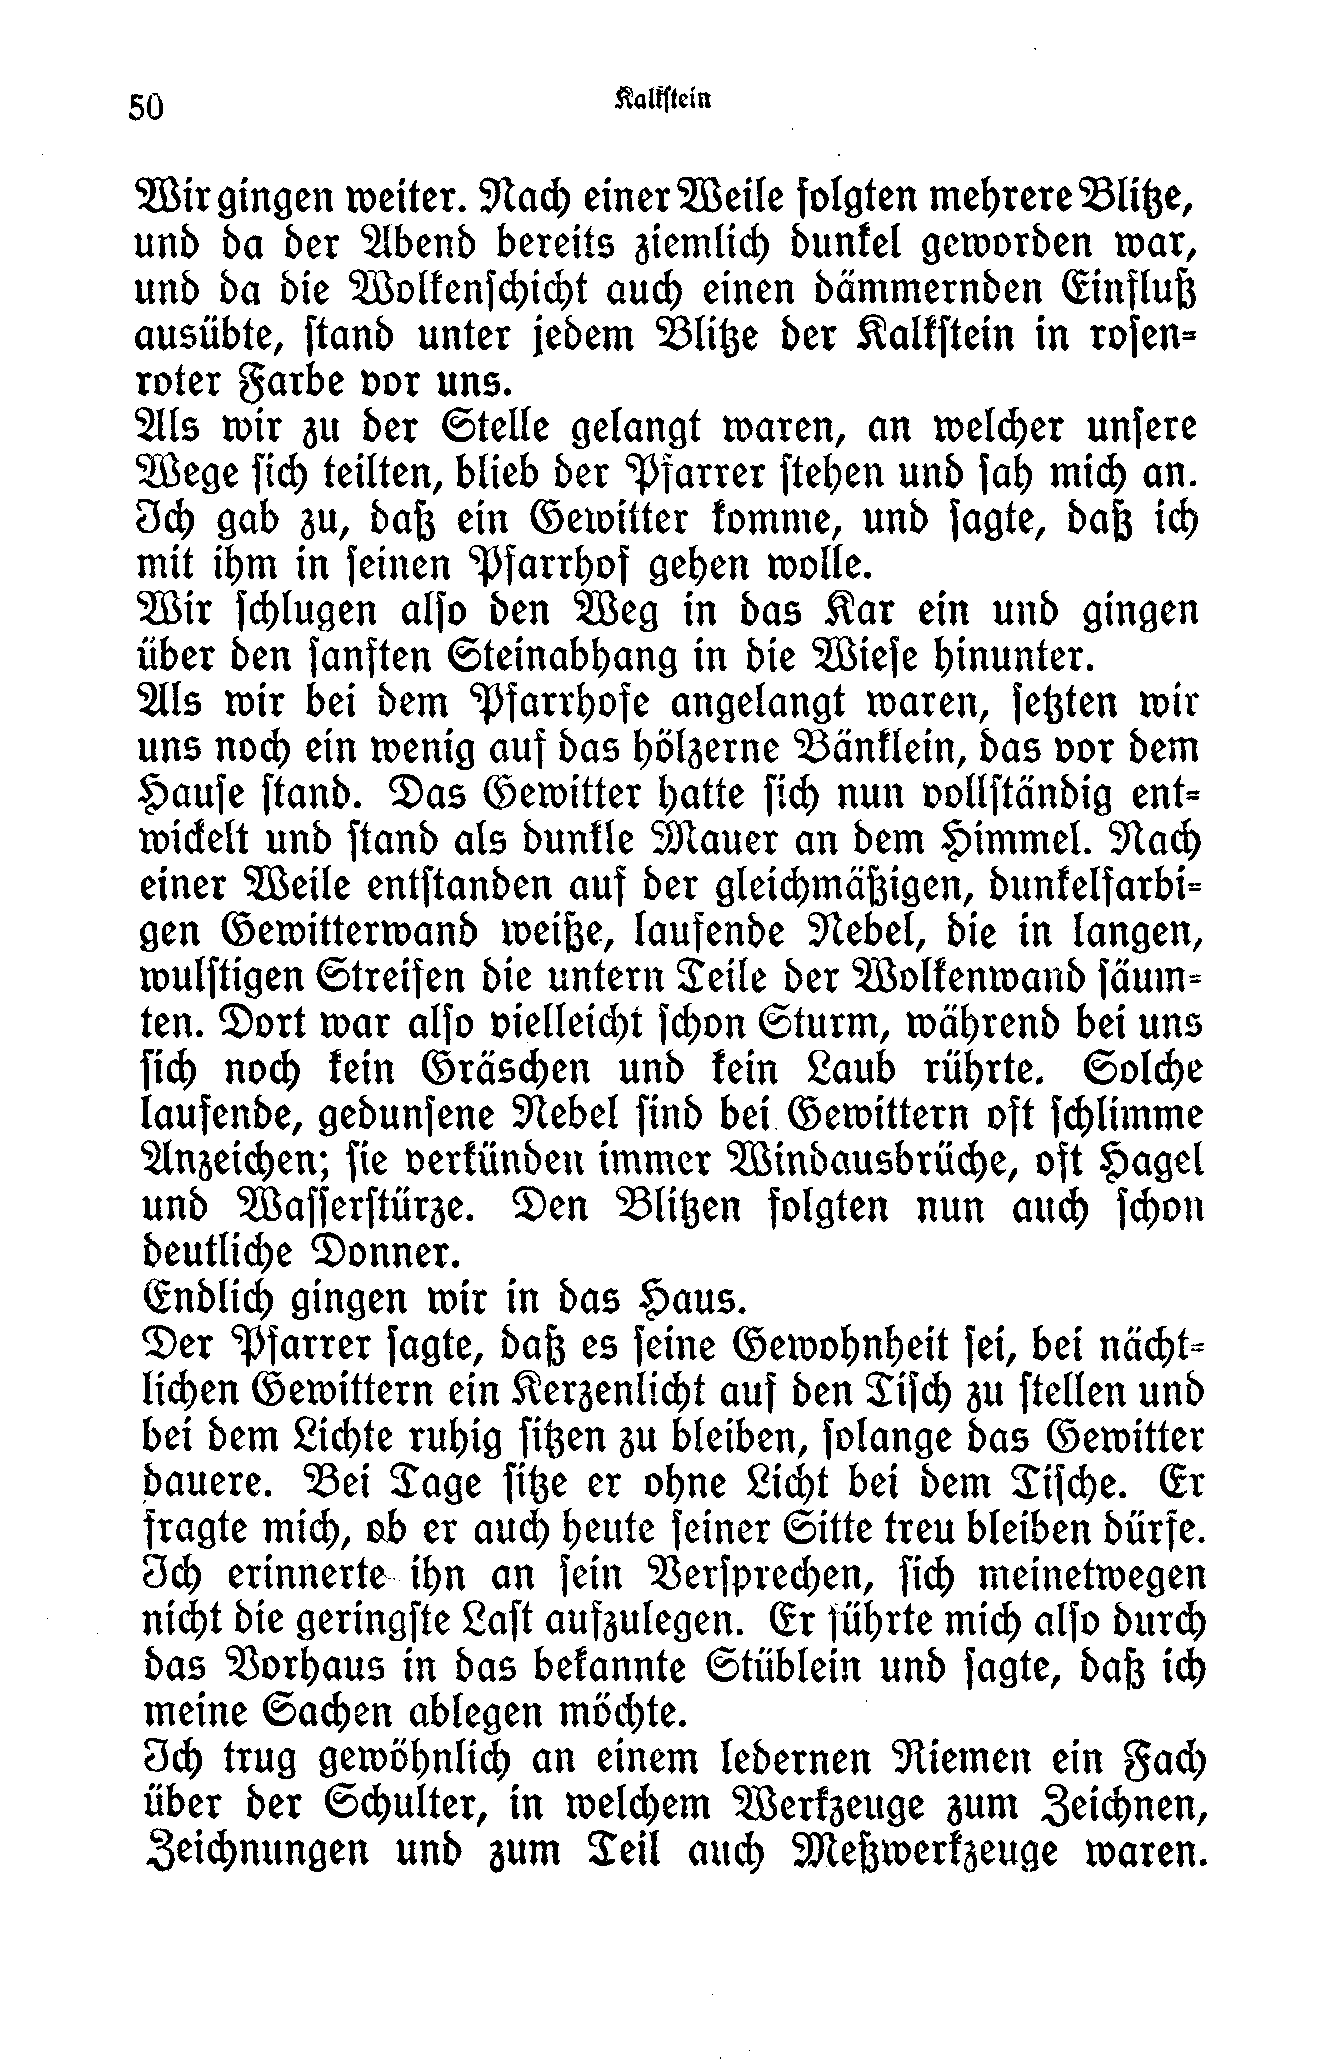 50
Kalkstein
Wir gingen weiter. Nach einer Weile folgten mehrere Blitze,
und da der Abend bereits ziemlich dunkel geworden war,
und da die Wolkenschicht auch einen dämmernden Einfluß
ausübte, stand unter jedem Blitze der Kalkstein in rosen-
roter Farbe vor uns.
Als wir zu der Stelle gelangt waren, an welcher unsere
Wege sich teilten, blieb der Pfarrer stehen und sah mich an.
Ich gab zu, daß ein Gewitter komme, und sagte, daß ich
mit ihm in seinen Pfarrhof gehen wolle.
Wir schlugen also den Weg in das Kar ein und gingen
über den sanften Steinabhang in die Wiese hinunter.
Als wir bei dem Pfarrhofe angelangt waren, setzten wir
uns noch ein wenig auf das hölzerne Bänklein, das vor dem
Hause stand. Das Gewitter hatte sich nun vollständig ent-
wickelt und stand als dunkle Mauer an dem Himmel. Nach
einer Weile entstanden auf der gleichmäßigen, dunkelfarbi-
gen Gewitterwand weiße, laufende Nebel, die in langen,
wulstigen Streifen die untern Teile der Wolkenwand säum-
ten. Dort war also vielleicht schon Sturm, während bei uns
sich noch kein Gräschen und kein Laub rührte. Solche
laufende, gedunsene Nebel sind bei Gewittern oft schlimme
Anzeichen; sie verkünden immer Windausbrüche, oft Hagel
und Wasserstürze. Den Blitzen folgten nun auch schon
deutliche Donner.
Endlich gingen wir in das Haus.
Der Pfarrer sagte, daß es seine Gewohnheit sei, bei nächt-
lichen Gewittern ein Kerzenlicht auf den Tisch zu stellen und
bei dem Lichte ruhig sitzen zu bleiben, solange das Gewitter
dauere. Bei Tage sitze er ohne Licht bei dem Tische. Er
fragte mich, ob er auch heute seiner Sitte treu bleiben dürfe.
Ich erinnerte ihn an sein Versprechen, sich meinetwegen
nicht die geringste Last aufzulegen. Er führte mich also durch
das Vorhaus in das bekannte Stüblein und sagte, daß ich
meine Sachen ablegen möchte.
Ich trug gewöhnlich an einem ledernen Riemen ein Fach
über der Schulter, in welchem Werkzeuge zum Zeichnen,
Zeichnungen und zum Teil auch Meßwerkzeuge waren.